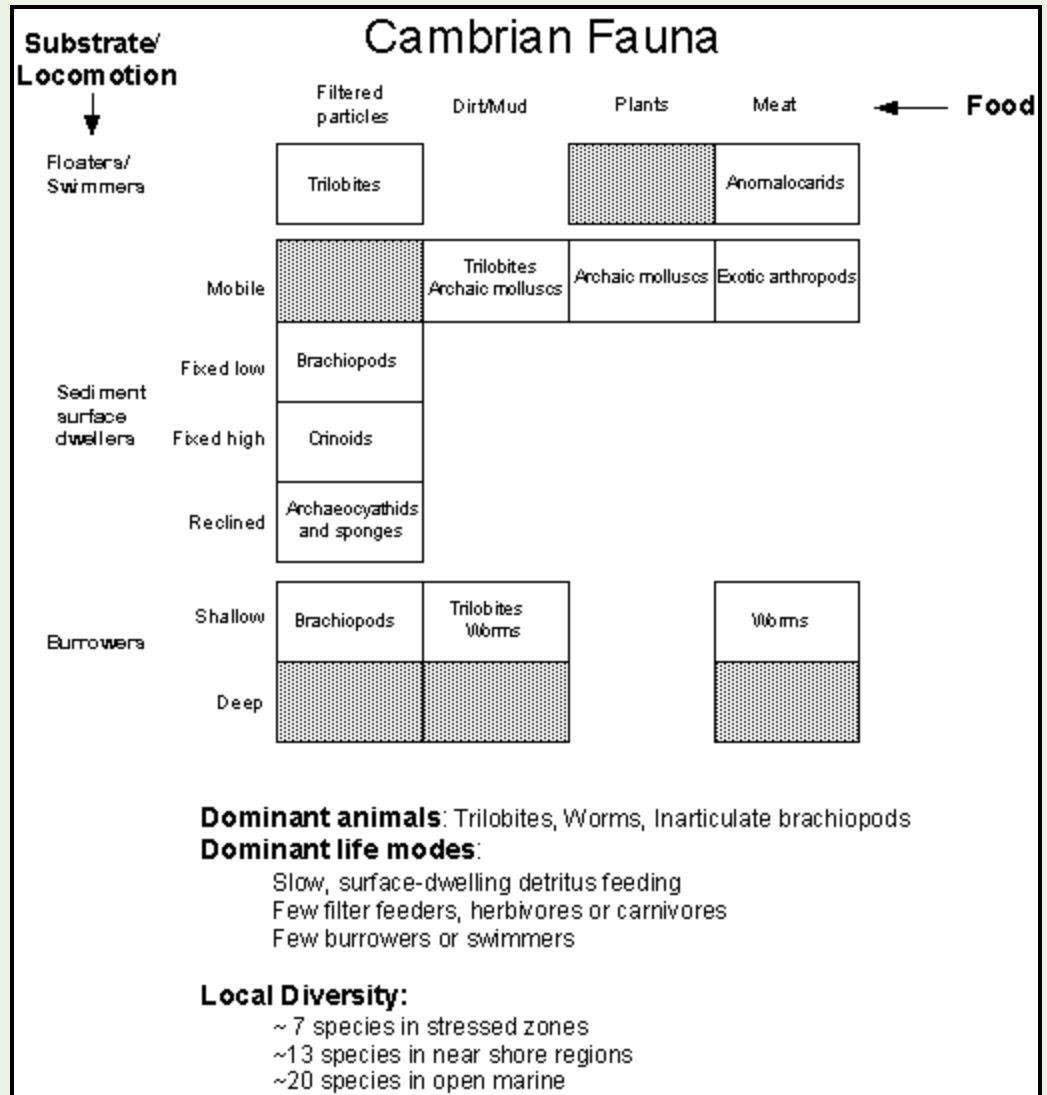 Cambrian Fauna
Substrate/
Locomotion
Filtered
particles
Dirt/Mud
Plants
Meat
Food
Floaters/
Swimmers
Trilobites
Anomalocarids
Mobile
Trilobites
Archaic molluscs
Archaic molluscs
Exotic arthropods
Sediment
surface
dwellers
Fixed low
Brachiopods
Fixed high
Crinoids
Reclined
Archaeocyathids
and sponges
Burrowers
Shallow
Brachiopods
Trilobites
Worms
Worms
Deep
Dominant animals: Trilobites, Worms, Inarticulate brachiopods
Dominant life modes:
Slow, surface-dwelling detritus feeding
Few filter feeders, herbivores or carnivores
Few burrowers or swimmers
Local Diversity:
~ 7 species in stressed zones
~13 species in near shore regions
~20 species in open marine